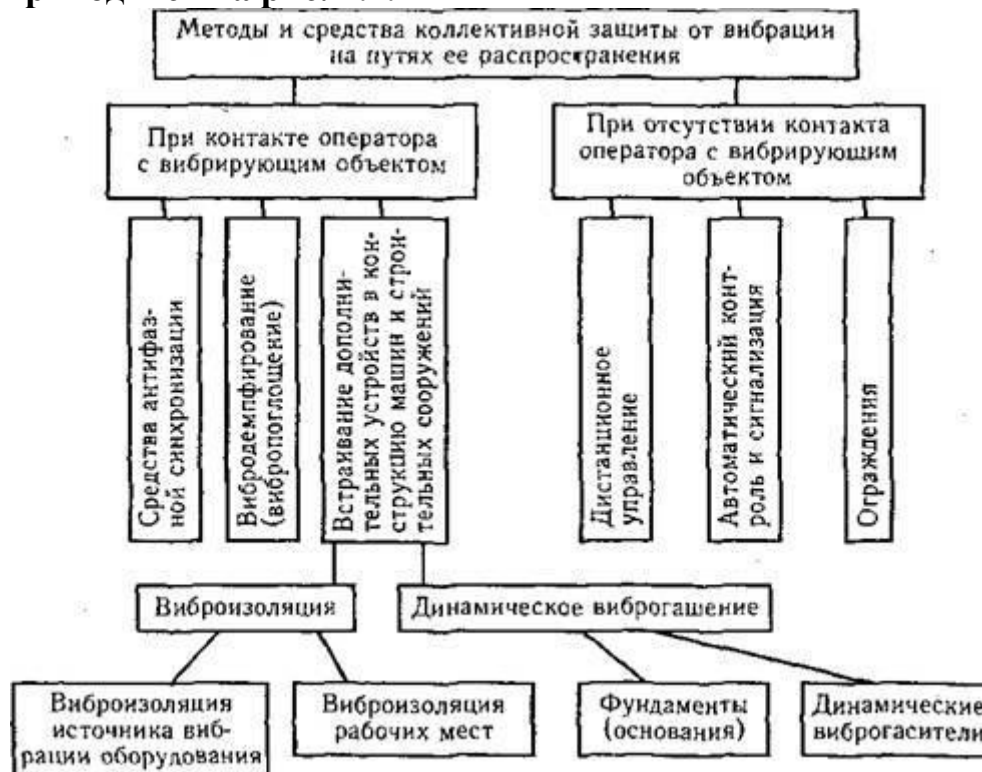 Методы и средства коллективной защиты от вибрации
на путях ее распространения
При контакте оператора
с вибрирующим объектом
При отсутствии контакта
оператора с вибрирующим
объектом
Средства антифаз-
ной синхронизации
Вибродемпфирование
(вибропоглощение)
Встраивание дополни-
тельных устройств в кон-
струкцию машин и строи-
тельных сооружений
Дистанционное
управление
Автоматический конт-
роль и сигнализация
Ограждения
Виброизоляция
Динамическое виброгашение
Виброизоляция
источника виб-
рации оборудования
Виброизоляция
рабочих мест
Фундаменты
(основания)
Динамические
виброгасители